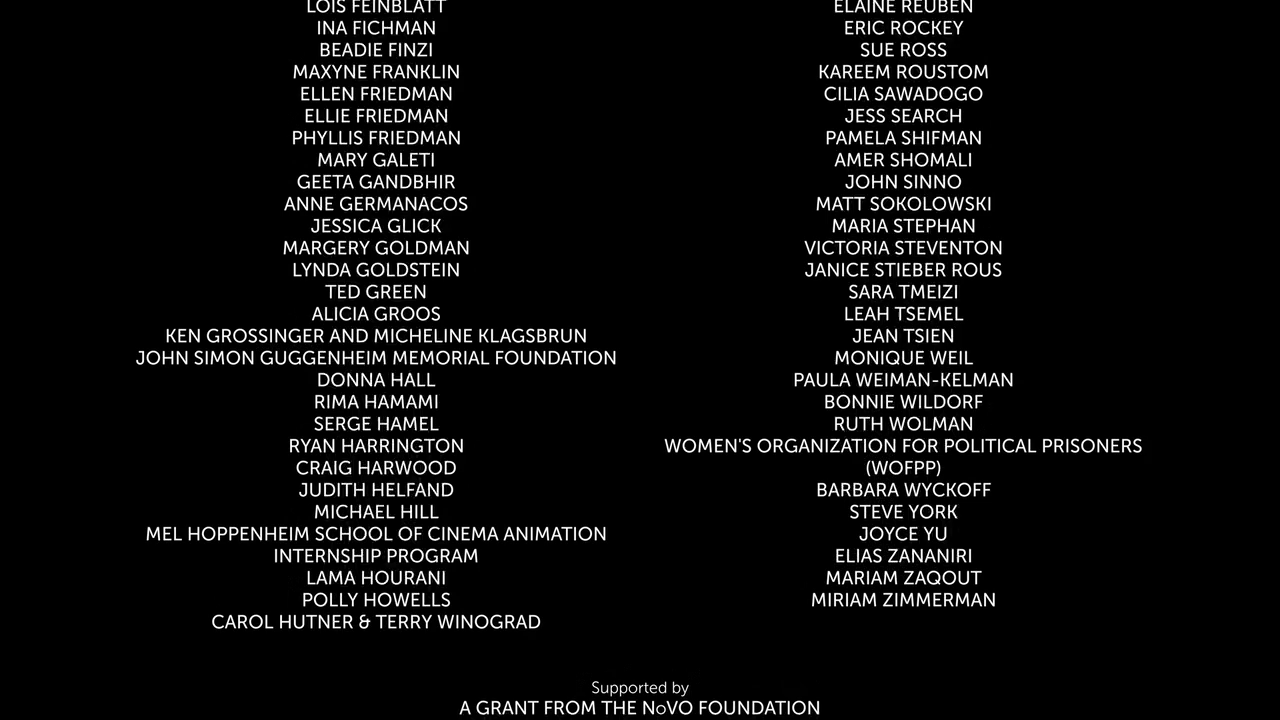 LOIS FEINBLATT
INA FICHMAN
BEADIE FINZI
MAXYNE FRANKLIN
ELLEN FRIEDMAN
ELLIE FRIEDMAN
PHYLLIS FRIEDMAN
MARY GALETI
GEETA GANDBHIR
ANNE GERMANACOS
JESSICA GLICK
MARGERY GOLDMAN
LYNDA GOLDSTEIN
TED GREEN
ALICIA GROOS
KEN GROSSINGER AND MICHELINE KLAGSBRUN
JOHN SIMON GUGGENHEIM MEMORIAL FOUNDATION
DONNA HALL
RIMA HAMAMI
SERGE HAMEL
RYAN HARRINGTON
CRAIG HARWOOD
JUDITH HELFAND
MICHAEL HILL
MEL HOPPENHEIM SCHOOL OF CINEMA ANIMATION
INTERNSHIP PROGRAM
LAMA HOURANI
POLLY HOWELLS
CAROL HUTNER & TERRY WINOGRAD
ELAINE REUBEN
ERIC ROCKEY
SUE ROSS
KAREEM ROUSTOM
CILIA SAWADOGO
JESS SEARCH
PAMELA SHIFMAN
AMER SHOMALI
JOHN SINNO
MATT SOKOLOWSKI
MARIA STEPHAN
VICTORIA STEVENTON
JANICE STIEBER ROUS
SARA TMEIZI
LEAH TSEMEL
JEAN TSIEN
MONIQUE WEIL
PAULA WEIMAN-KELMAN
BONNIE WILDORF
RUTH WOLMAN
WOMEN'S ORGANIZATION FOR POLITICAL PRISONERS
(WOFPP)
BARBARA WYCKOFF
STEVE YORK
JOYCE YU
ELIAS ZANANIRI
MARIAM ZAQOUT
MIRIAM ZIMMERMAN
Supported by
A GRANT FROM THE NoVO FOUNDATION